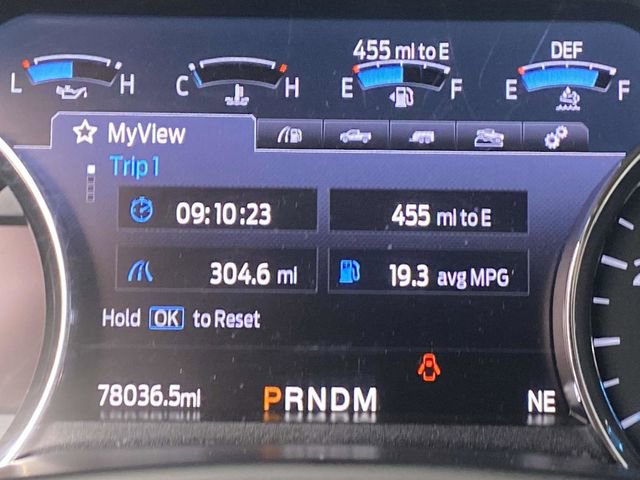 455 mi to E DEF
L H C H E F E F
MyView
Trip 1
09:10:23 455 mi to E
304.6 mi 19.3 avg MPG
Hold OK to Reset
78036.5mi PRNDM NE